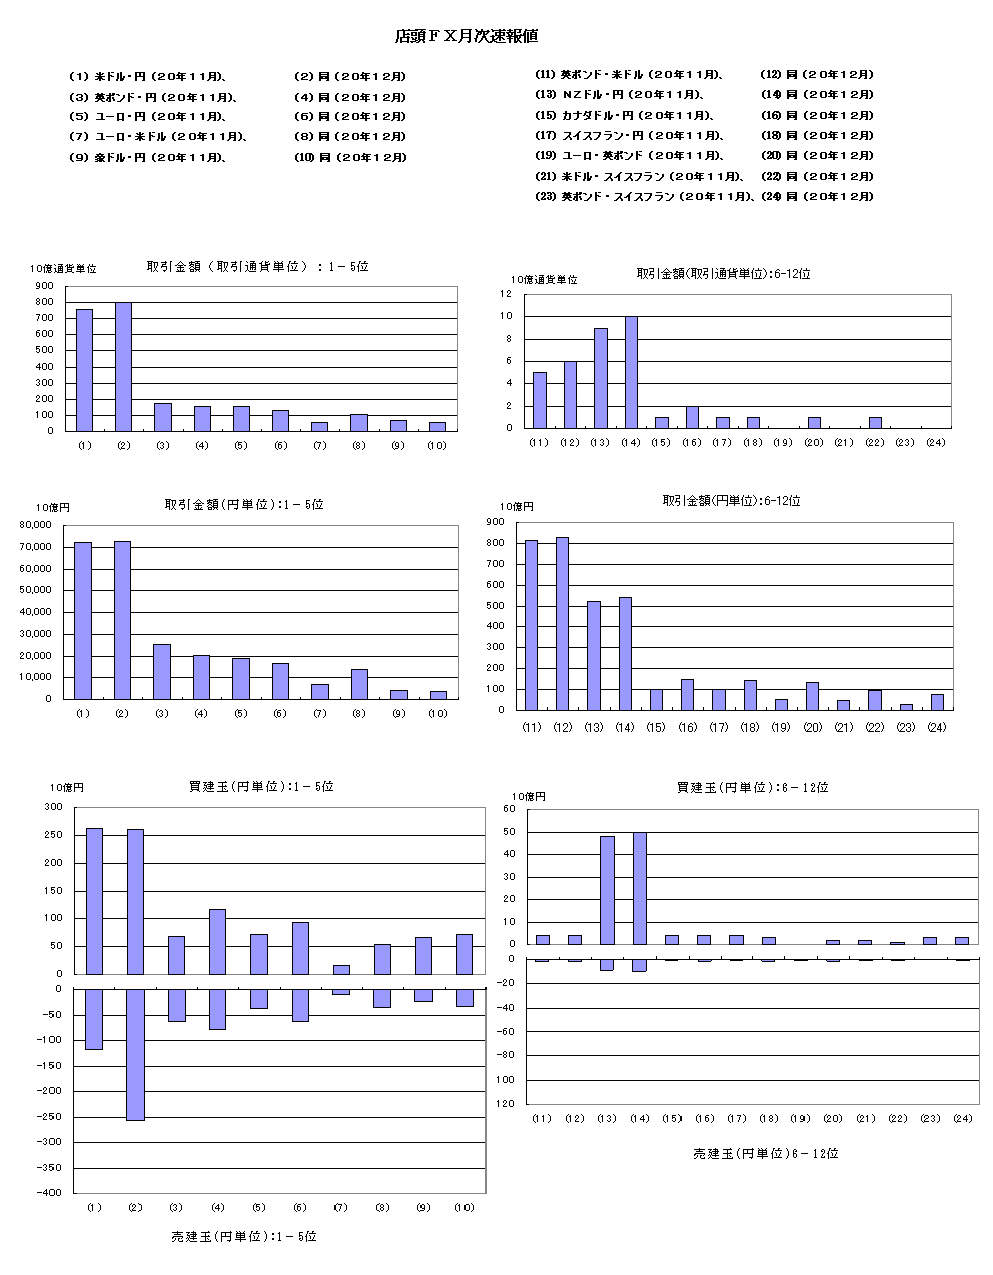 店頭ＦＸ月次速報値
(1) 米ドル・円（２０年１１月）、 (2) 同（２０年１２月）
(3) 英ポンド・円（２０年１１月）、 (4) 同（２０年１２月）
(5) ユーロ・円（２０年１１月）、 (6) 同（２０年１２月）
(7) ユーロ・米ドル（２０年１１月）、 (8) 同（２０年１２月）
(9) 豪ドル・円（２０年１１月）、 (10) 同（２０年１２月）
(11) 英ポンド・米ドル（２０年１１月）、 (12) 同（２０年１２月）
(13) ＮＺドル・円（２０年１１月）、 (14) 同（２０年１２月）
(15) カナダドル・円（２０年１１月）、 (16) 同（２０年１２月）
(17) スイスフラン・円（２０年１１月）、 (18) 同（２０年１２月）
(19) ユーロ・英ポンド（２０年１１月）、 (20) 同（２０年１２月）
(21) 米ドル・スイスフラン（２０年１１月）、 (22) 同（２０年１２月）
(23) 英ポンド・スイスフラン（２０年１１月）、 (24) 同（２０年１２月）
取引金額（取引通貨単位）：1－5位
10億通貨単位
900
800
700
600
500
400
300
200
100
0
(1) (2) (3) (4) (5) (6) (7) (8) (9) (10)
取引金額(取引通貨単位):6-12位
10億通貨単位
12
10
8
6
4
2
0
(11) (12) (13) (14) (15) (16) (17) (18) (19) (20) (21) (22) (23) (24)
取引金額(円単位):1－5位
10億円
80,000
70,000
60,000
50,000
40,000
30,000
20,000
10,000
0
(1) (2) (3) (4) (5) (6) (7) (8) (9) (10)
取引金額(円単位):6-12位
10億円
900
800
700
600
500
400
300
200
100
0
(11) (12) (13) (14) (15) (16) (17) (18) (19) (20) (21) (22) (23) (24)
買建玉(円単位):1－5位
10億円
300
250
200
150
100
50
0
0
-50
-100
-150
-200
-250
-300
-350
-400
(1) (2) (3) (4) (5) (6) (7) (8) (9) (10)
売建玉(円単位):1－5位
買建玉(円単位):6－12位
10億円
60
50
40
30
20
10
0
0
-20
-40
-60
-80
100
120
(11) (12) (13) (14) (15) (16) (17) (18) (19) (20) (21) (22) (23) (24)
売建玉(円単位)6－12位